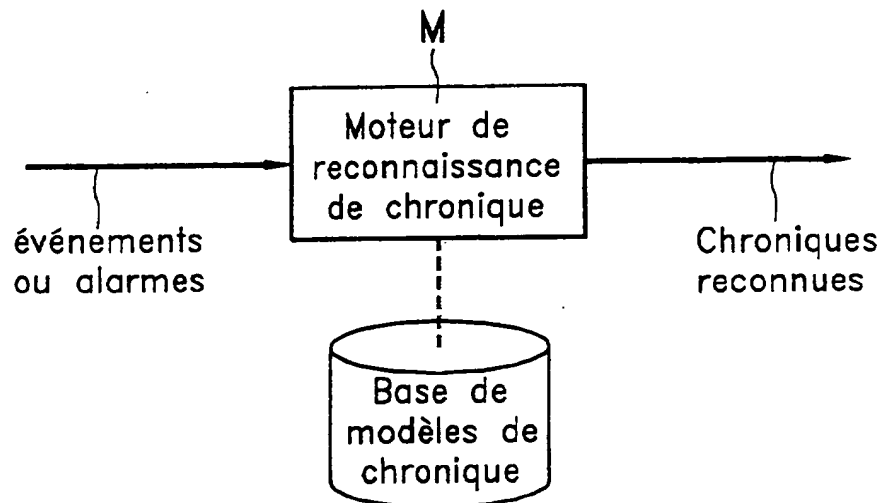 M
Moteur de
reconnaissance
de chronique
événements
ou alarmes
Chroniques
reconnues
Base de
modèles de
chronique